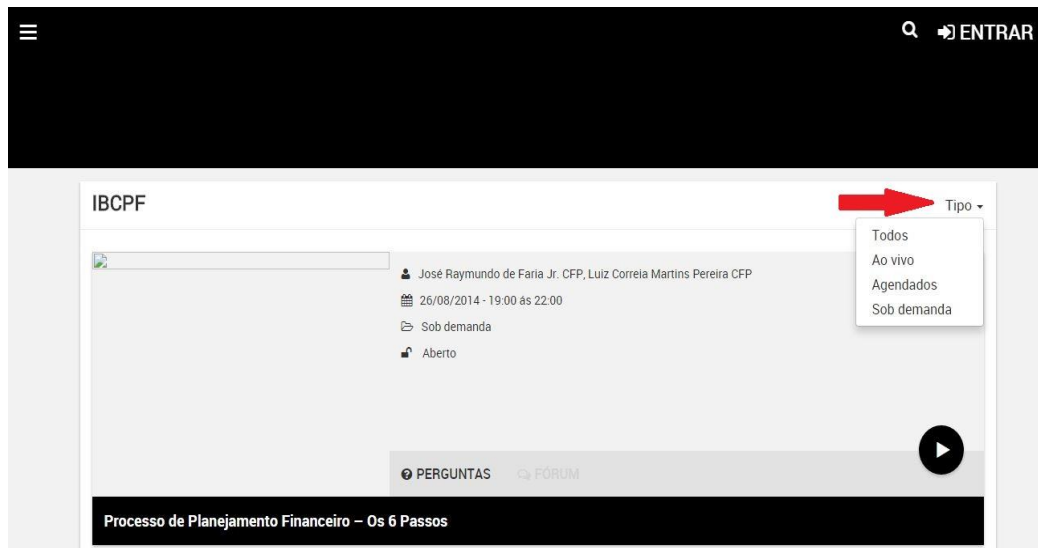 ENTRAR
IBCPF
Tipo
Todos
Ao vivo
Agendados
Sob demanda
José Raymundo de Faria Jr. CFP, Luiz Correia Martins Pereira CFP
26/08/2014 - 19:00 ás 22:00
Sob demanda
Aberto
PERGUNTAS FÓRUM
Processo de Planejamento Financeiro – Os 6 Passos